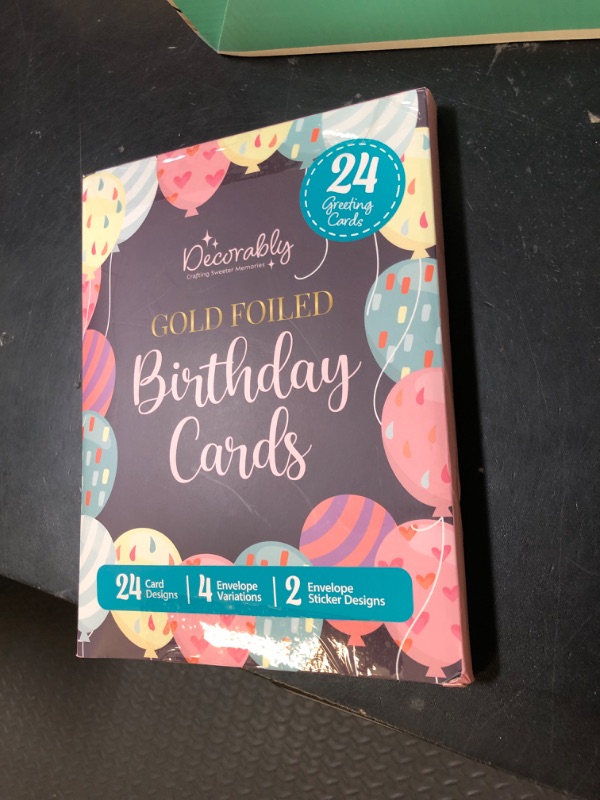 24
Greeting
Cards
Decorably
Crafting Sweeter Memories
GOLD FOILED
Birthday
Cards
24 Card Designs
4 Envelope Variations
2 Envelope Sticker Designs